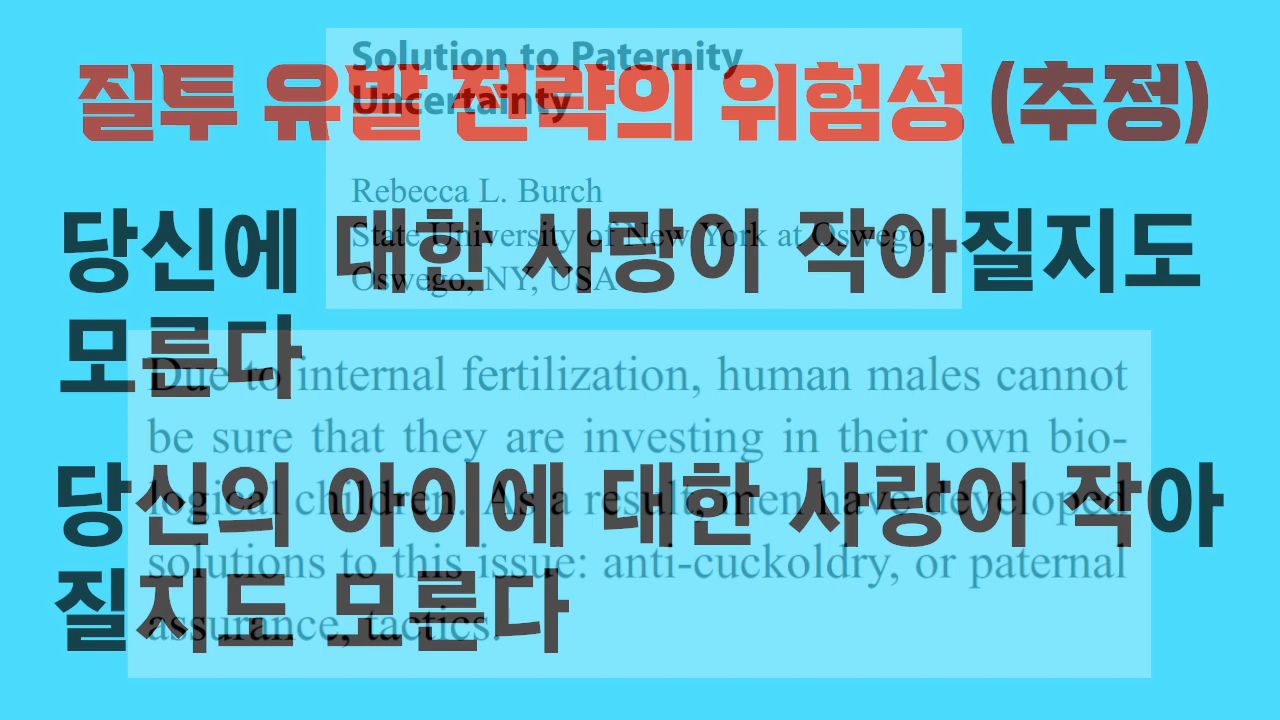 Solution to Paternity
Uncertainty
Rebecca L. Burch
State University of New York at Oswego,
Oswego, NY, USA
Due to internal fertilization, human males cannot
be sure that they are investing in their own bio-
logical children. As a result, men have developed
solutions to this issue: anti-cuckoldry, or paternal
assurance, tactics.
질투 유발 전략의 위험성 (추정)
당신에 대한 사랑이 작아질지도
모른다
당신의 아이에 대한 사랑이 작아
질지도 모른다